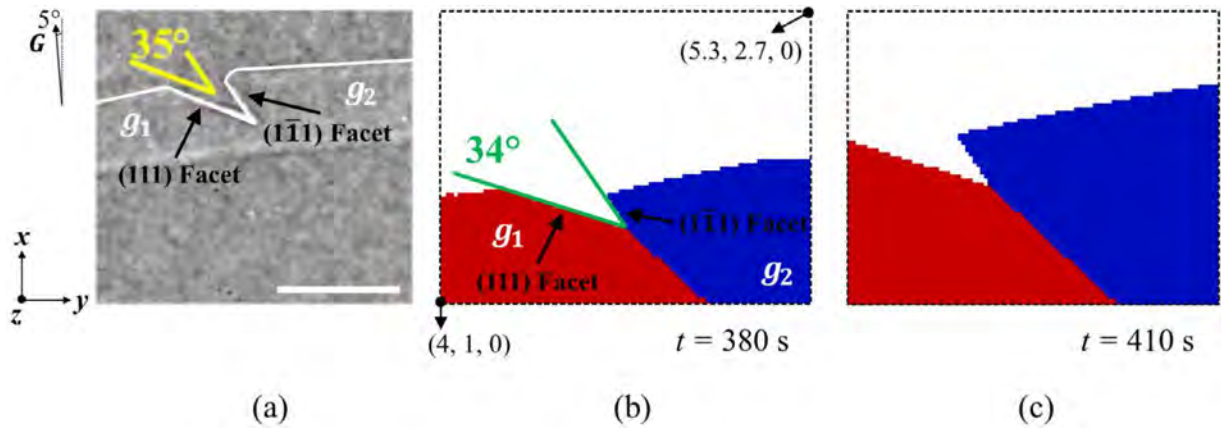 5°
G
35°
g₁
g₂
(11̄1) Facet
(111) Facet
x
y
z
(5.3, 2.7, 0)
34°
g₁
(11̄1) Facet
(111) Facet
g₂
(4, 1, 0)
t = 380 s
t = 410 s
(a)
(b)
(c)